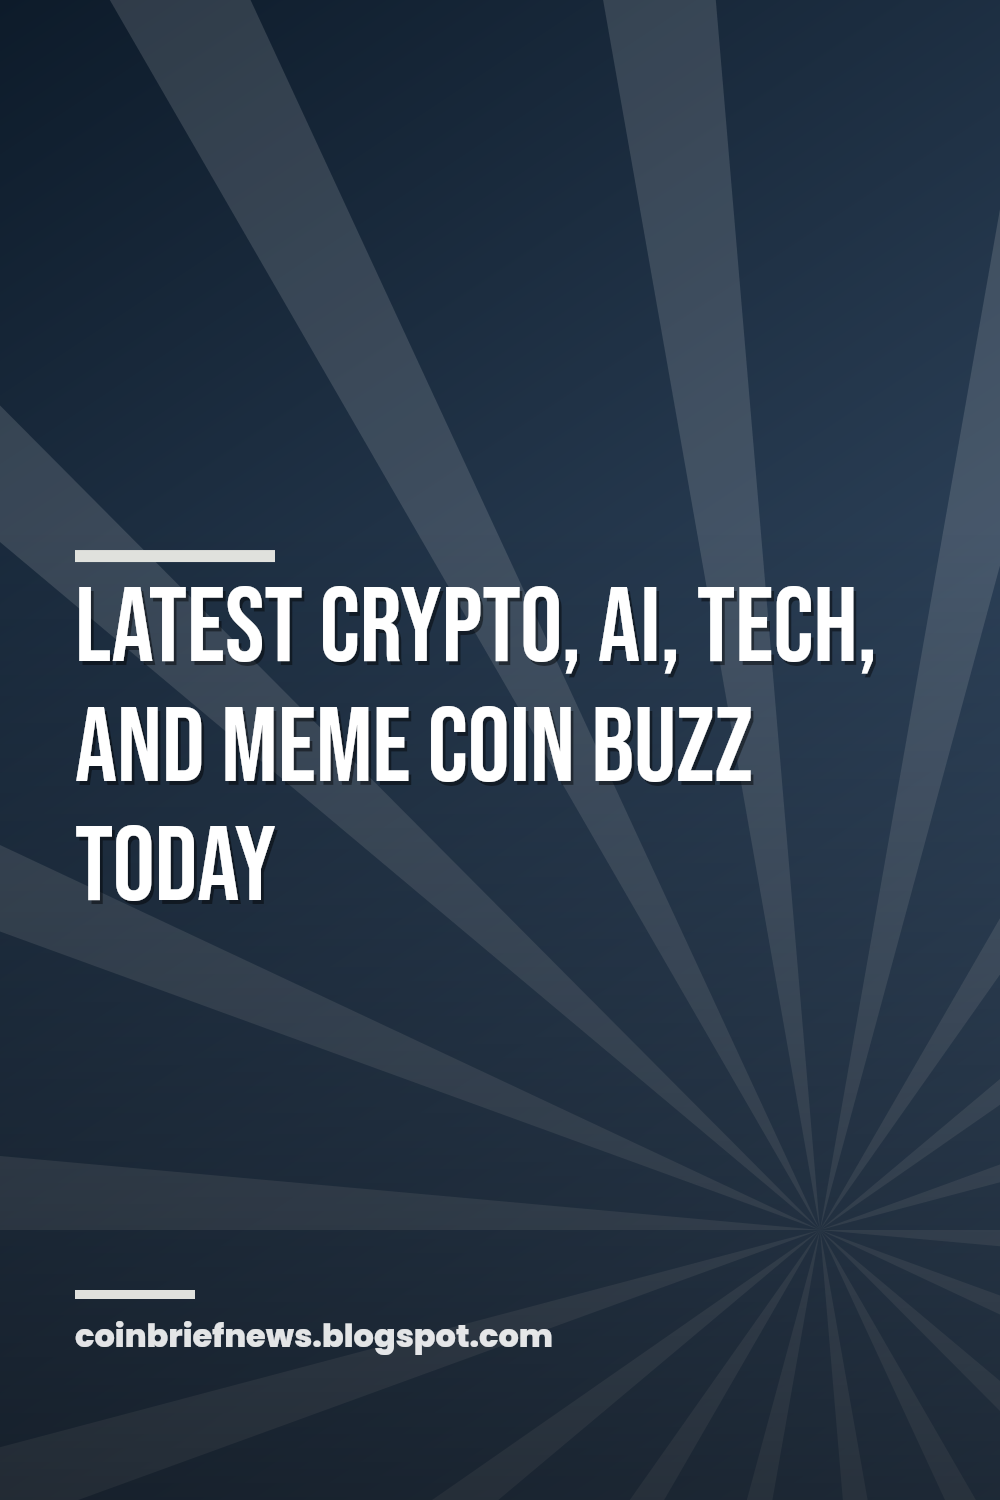 LATEST CRYPTO, AI, TECH,
AND MEME COIN BUZZ
TODAY
coinbriefnews.blogspot.com